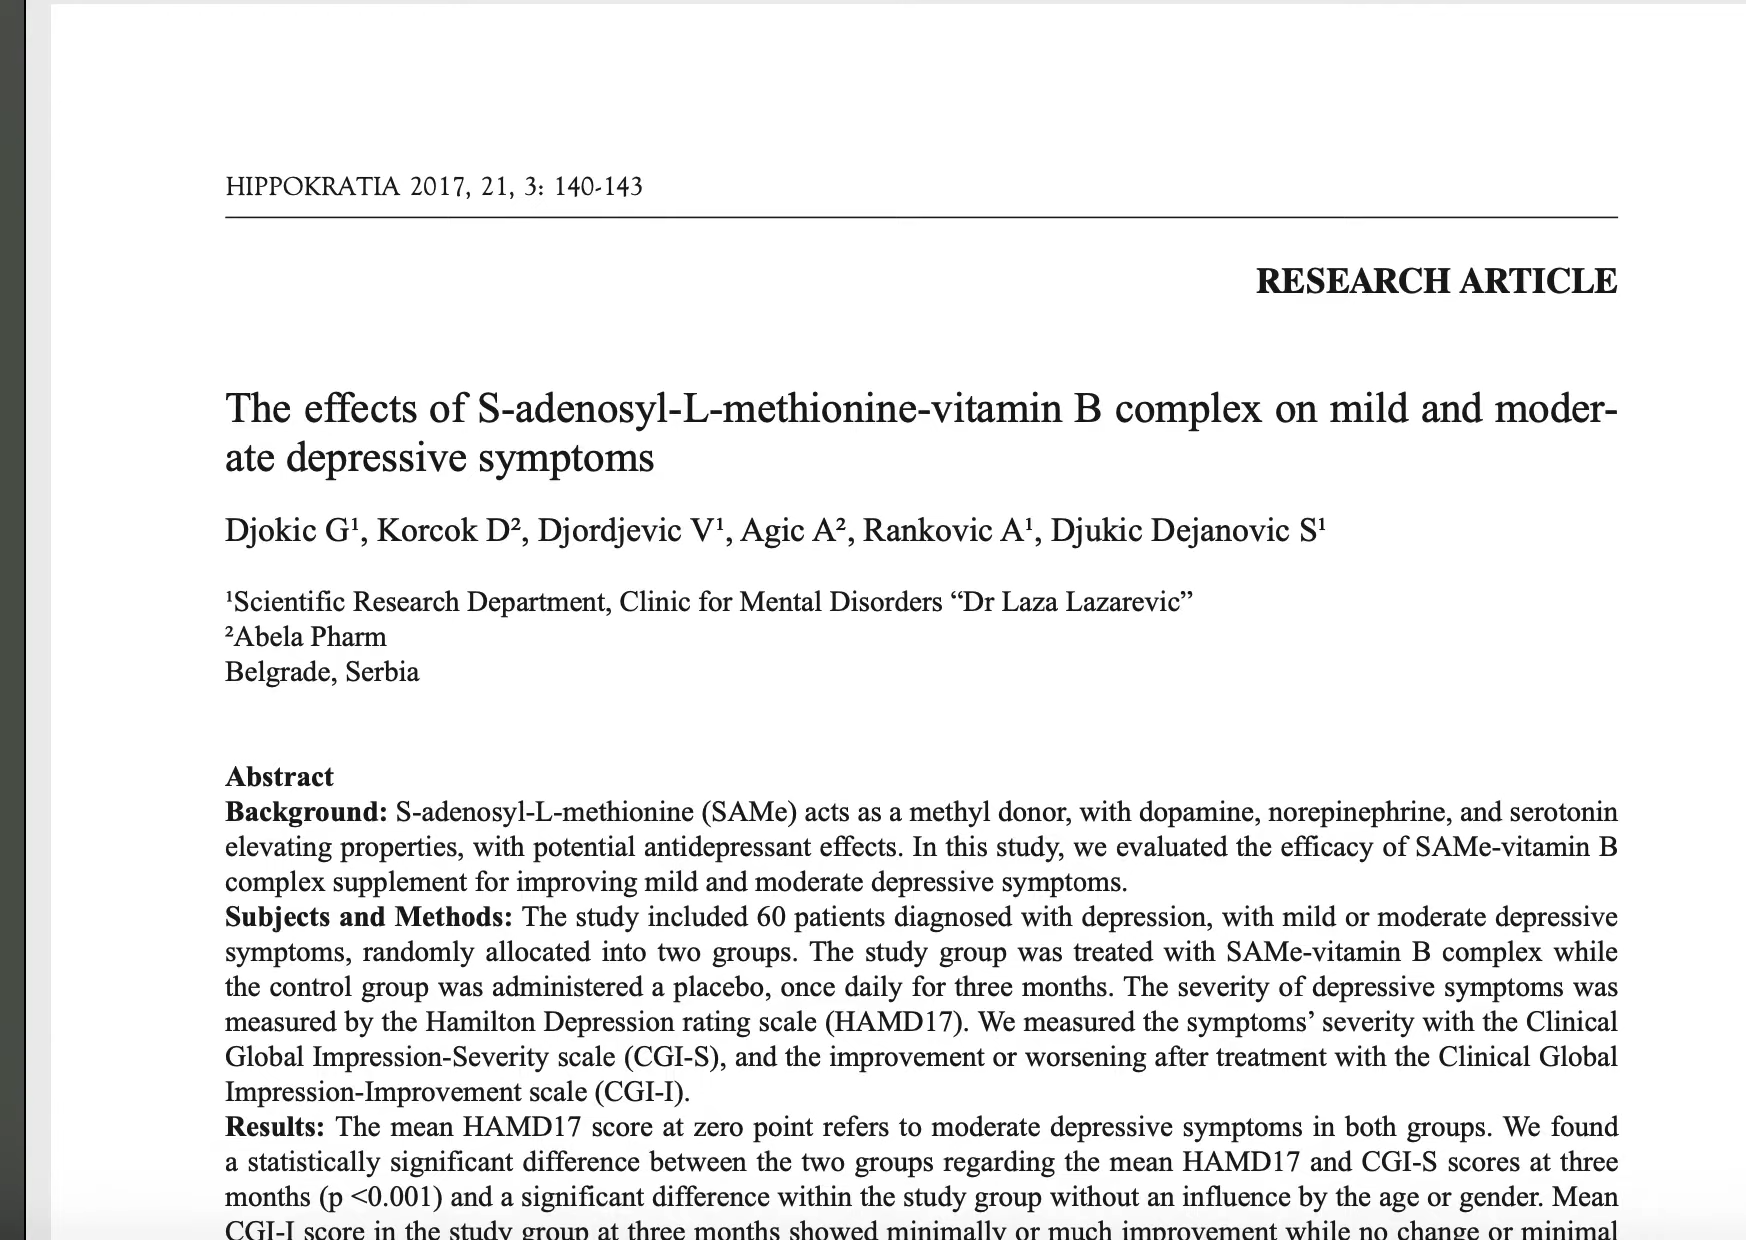 HIPPOKRATIA 2017, 21, 3: 140-143
RESEARCH ARTICLE
The effects of S-adenosyl-L-methionine-vitamin B complex on mild and moder-
ate depressive symptoms
Djokic G¹, Korcok D², Djordjevic V¹, Agic A², Rankovic A¹, Djukic Dejanovic S¹
¹Scientific Research Department, Clinic for Mental Disorders “Dr Laza Lazarevic”
²Abela Pharm
Belgrade, Serbia
Abstract
Background: S-adenosyl-L-methionine (SAMe) acts as a methyl donor, with dopamine, norepinephrine, and serotonin
elevating properties, with potential antidepressant effects. In this study, we evaluated the efficacy of SAMe-vitamin B
complex supplement for improving mild and moderate depressive symptoms.
Subjects and Methods: The study included 60 patients diagnosed with depression, with mild or moderate depressive
symptoms, randomly allocated into two groups. The study group was treated with SAMe-vitamin B complex while
the control group was administered a placebo, once daily for three months. The severity of depressive symptoms was
measured by the Hamilton Depression rating scale (HAMD17). We measured the symptoms’ severity with the Clinical
Global Impression-Severity scale (CGI-S), and the improvement or worsening after treatment with the Clinical Global
Impression-Improvement scale (CGI-I).
Results: The mean HAMD17 score at zero point refers to moderate depressive symptoms in both groups. We found
a statistically significant difference between the two groups regarding the mean HAMD17 and CGI-S scores at three
months (p <0.001) and a significant difference within the study group without an influence by the age or gender. Mean
CGI-I score in the study group at three months showed minimally or much improvement while no change or minimal